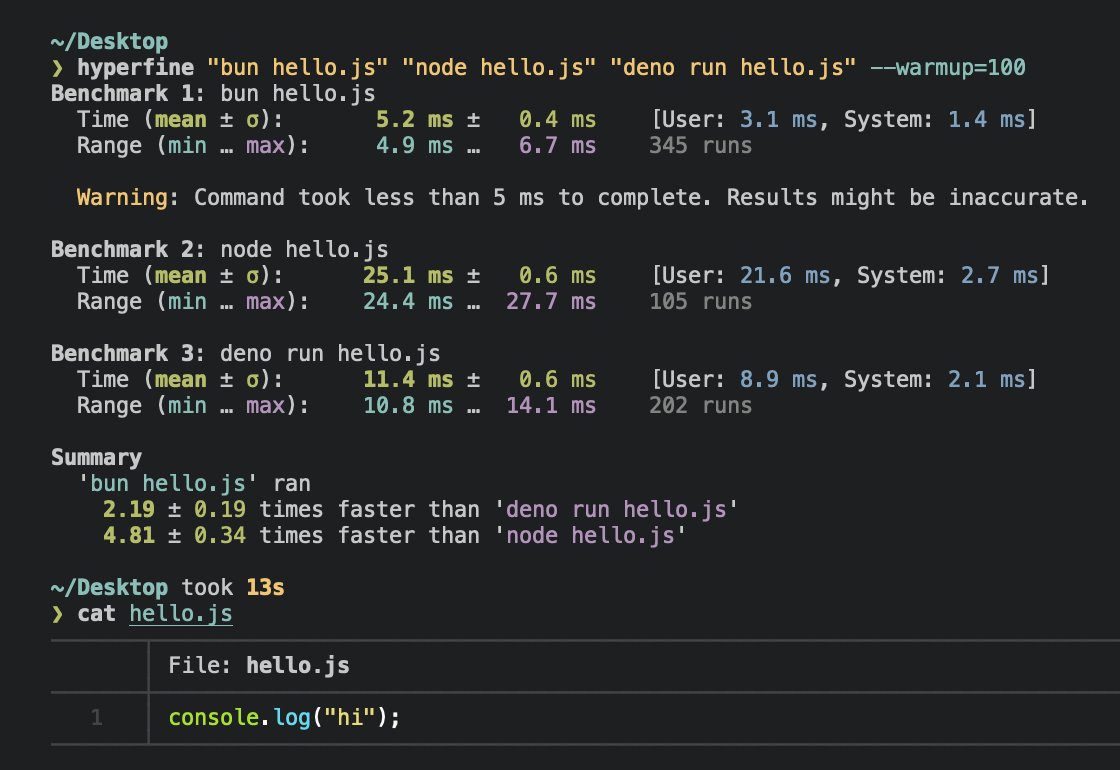 ~/Desktop
❯ hyperfine "bun hello.js" "node hello.js" "deno run hello.js" --warmup=100
Benchmark 1: bun hello.js
  Time (mean ± σ):       5.2 ms ±   0.4 ms    [User: 3.1 ms, System: 1.4 ms]
  Range (min … max):     4.9 ms …   6.7 ms    345 runs

  Warning: Command took less than 5 ms to complete. Results might be inaccurate.

Benchmark 2: node hello.js
  Time (mean ± σ):      25.1 ms ±   0.6 ms    [User: 21.6 ms, System: 2.7 ms]
  Range (min … max):    24.4 ms …  27.7 ms    105 runs

Benchmark 3: deno run hello.js
  Time (mean ± σ):      11.4 ms ±   0.6 ms    [User: 8.9 ms, System: 2.1 ms]
  Range (min … max):    10.8 ms …  14.1 ms    202 runs

Summary
  'bun hello.js' ran
    2.19 ± 0.19 times faster than 'deno run hello.js'
    4.81 ± 0.34 times faster than 'node hello.js'

~/Desktop took 13s
❯ cat hello.js
File: hello.js
1 console.log("hi");